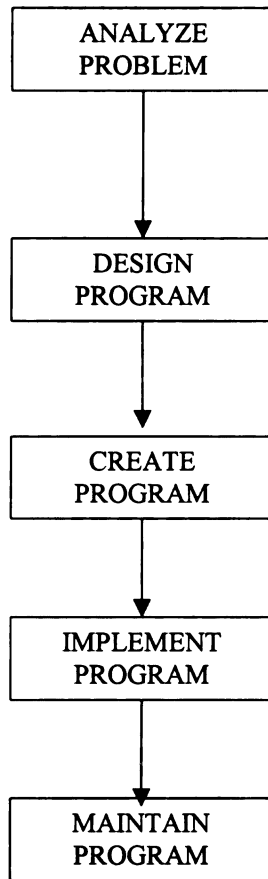 ANALYZE
PROBLEM
DESIGN
PROGRAM
CREATE
PROGRAM
IMPLEMENT
PROGRAM
MAINTAIN
PROGRAM